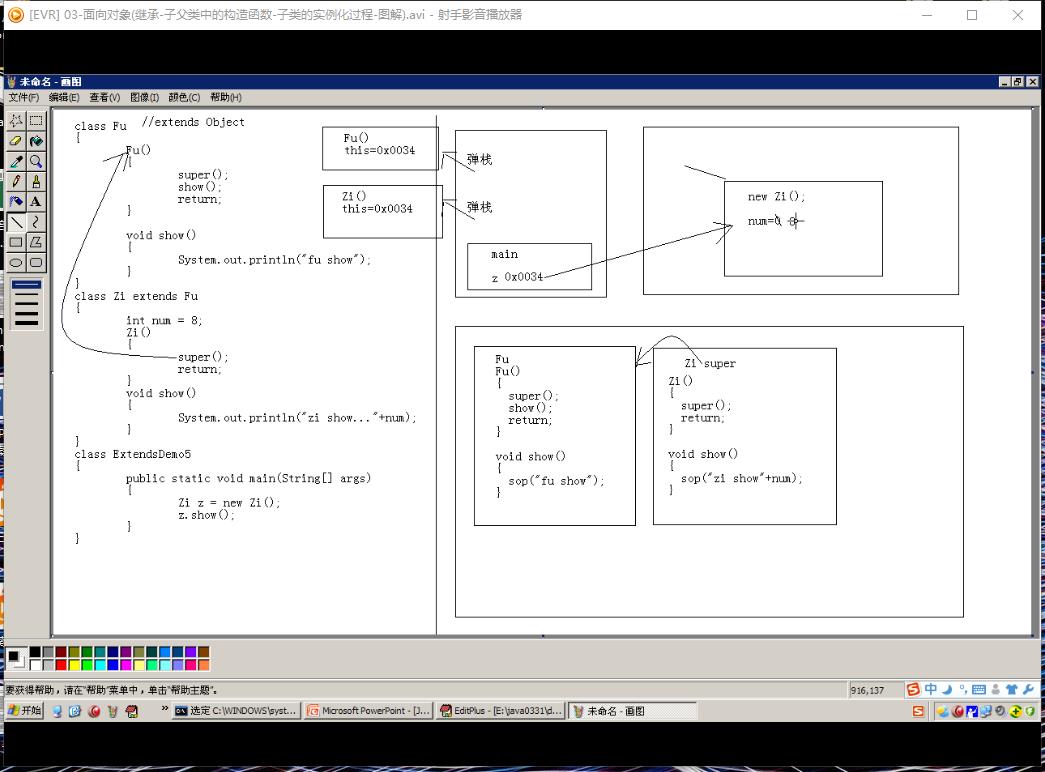 [EVR] 03-面向对象(继承-子父类中的构造函数-子类的实例化过程-图解).avi - 射手影音播放器
未命名 - 画图
文件(F) 编辑(E) 查看(V) 图像(I) 颜色(C) 帮助(H)
class Fu //extends Object
{
Fu()
{
super();
show();
return;
}
void show()
{
System.out.println("fu show");
}
}
class Zi extends Fu
{
int num = 8;
Zi()
{
super();
return;
}
void show()
{
System.out.println("zi show..."+num);
}
}
class ExtendsDemo5
{
public static void main(String[] args)
{
Zi z = new Zi();
z.show();
}
}
Fu()
this=0x0034
弹栈
Zi()
this=0x0034
弹栈
main
z 0x0034
new Zi();
num=0 8
Fu
Fu()
{
super();
show();
return;
}
void show()
{
sop("fu show");
}
Zi super
Zi()
{
super();
return;
}
void show()
{
sop("zi show"+num);
}
要获得帮助，请在“帮助”菜单中，单击“帮助主题”。
916,137
中
开始
选定 C:\WINDOWS\syst...
Microsoft PowerPoint - [J...
EditPlus - [E:\java0331\d...
未命名 - 画图